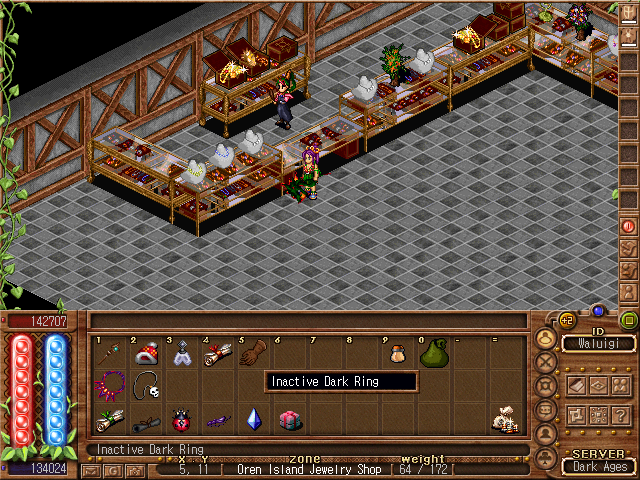 142707
1 2 3 4 5 6 7 8 9 0 - =
Inactive Dark Ring
Inactive Dark Ring
134024
X Y zone weight
5, 11 [ Oren Island Jewelry Shop [ 64 / 172[
+2
ID
Waluigi
?
SERVER
Dark Ages